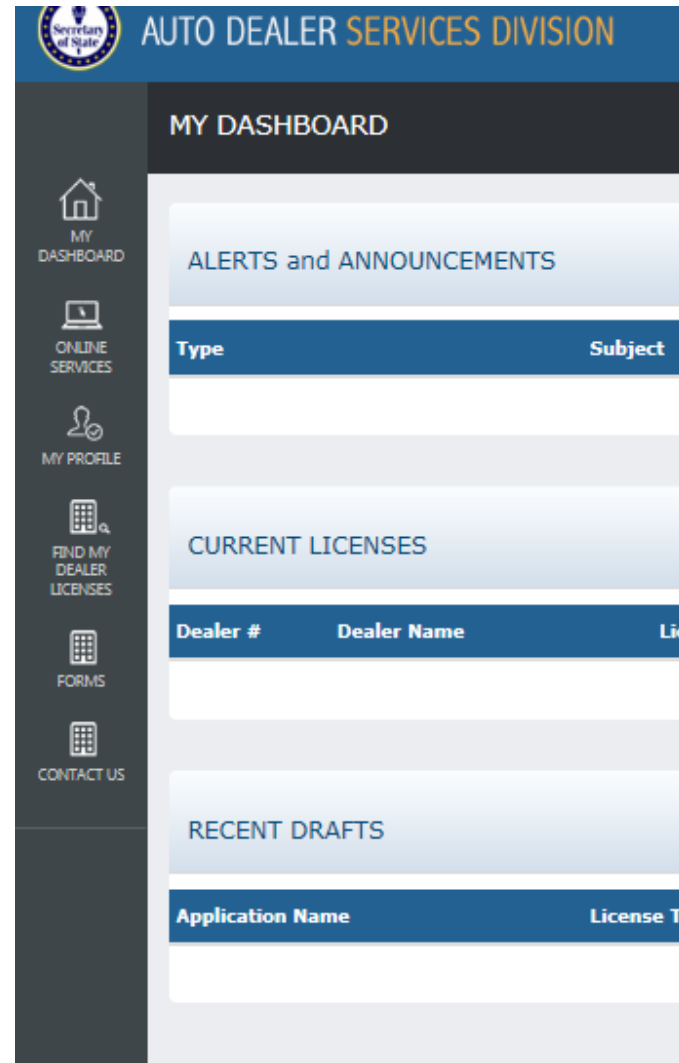 Secretary
of State
AUTO DEALER SERVICES DIVISION
MY DASHBOARD
MY
DASHBOARD
ONLINE
SERVICES
MY PROFILE
FIND MY
DEALER
LICENSES
FORMS
CONTACT US
ALERTS and ANNOUNCEMENTS
Type Subject
CURRENT LICENSES
Dealer # Dealer Name
RECENT DRAFTS
Application Name License